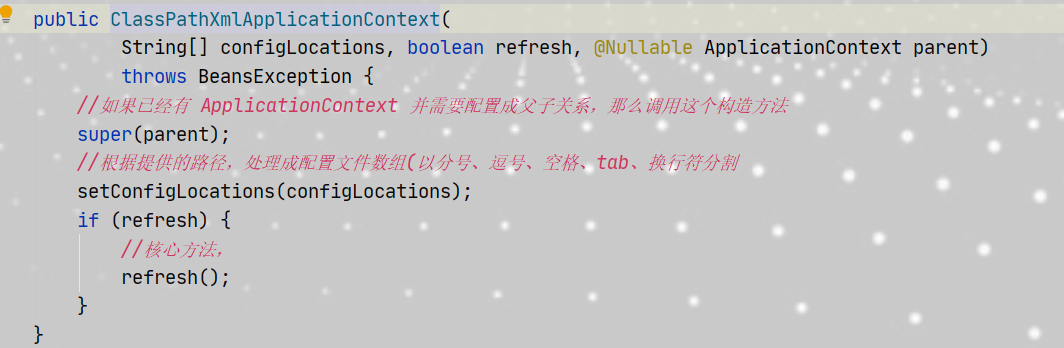 public ClassPathXmlApplicationContext(
String[] configLocations, boolean refresh, @Nullable ApplicationContext parent)
throws BeansException {
//如果已经有 ApplicationContext 并需要配置成父子关系，那么调用这个构造方法
super(parent);
//根据提供的路径，处理成配置文件数组(以分号、逗号、空格、tab、换行符分割
setConfigLocations(configLocations);
if (refresh) {
//核心方法，
refresh();
}
}